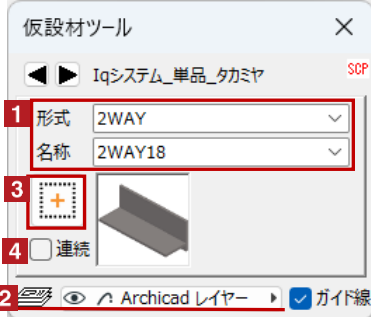 仮設材ツール
Iqシステム_単品_タカミヤ
SCP
1 形式 2WAY
名称 2WAY18
3
4 連続
2 Archicad レイヤー ガイド線